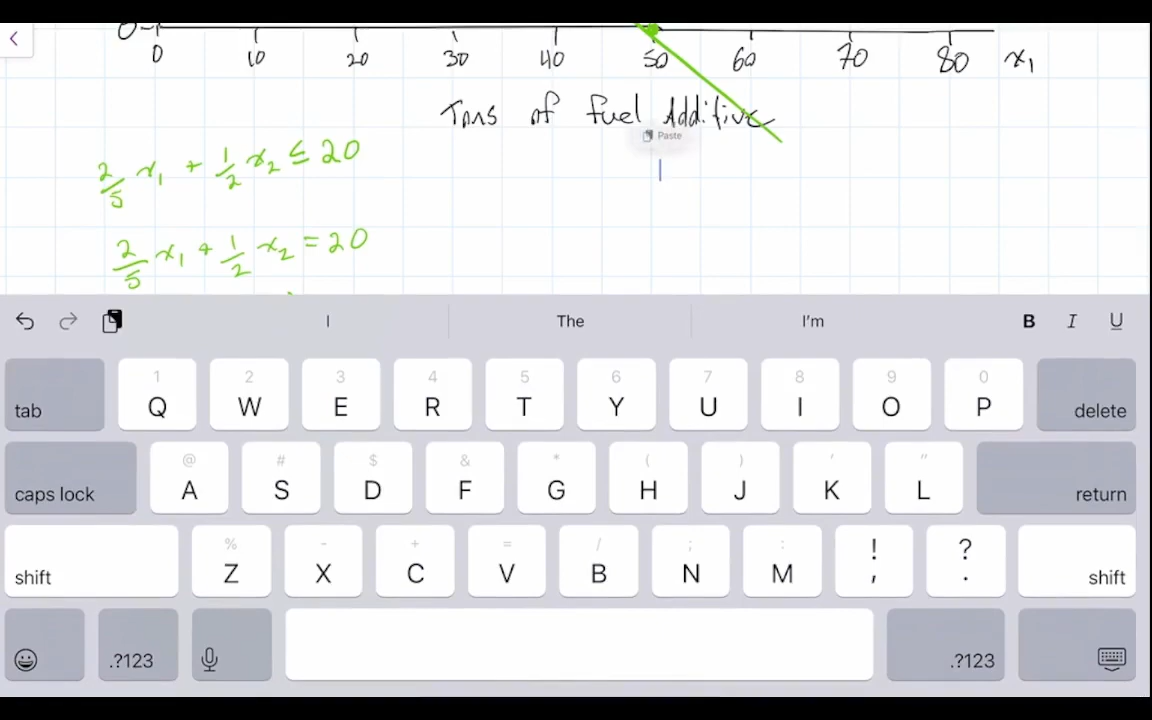 0
0 10 20 30 40 50 60 70 80 x₁
Tons of Fuel Additive
Paste
2/5 x₁ + 1/2 x₂ ≤ 20
2/5 x₁ + 1/2 x₂ = 20
I The I'm B I U
1 2 3 4 5 6 7 8 9 0
tab Q W E R T Y U I O P delete
@ # $ & * ( ) ' "
caps lock A S D F G H J K L return
% - + = / ; : ! ?
shift Z X C V B N M , . shift
.?123 .?123